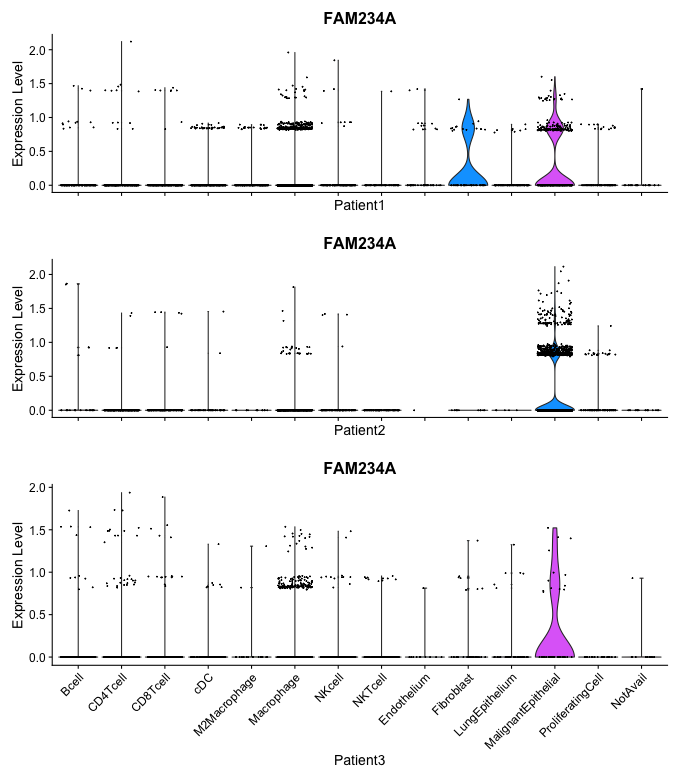 FAM234A
Expression Level
2.0
1.5
1.0
0.5
0.0
Patient1
FAM234A
Expression Level
2.0
1.5
1.0
0.5
0.0
Patient2
FAM234A
Expression Level
2.0
1.5
1.0
0.5
0.0
Bcell
CD4Tcell
CD8Tcell
cDC
M2Macrophage
Macrophage
NKcell
NKTcell
Endothelium
Fibroblast
LungEpithelium
MalignantEpithelial
ProliferatingCell
NotAvail
Patient3